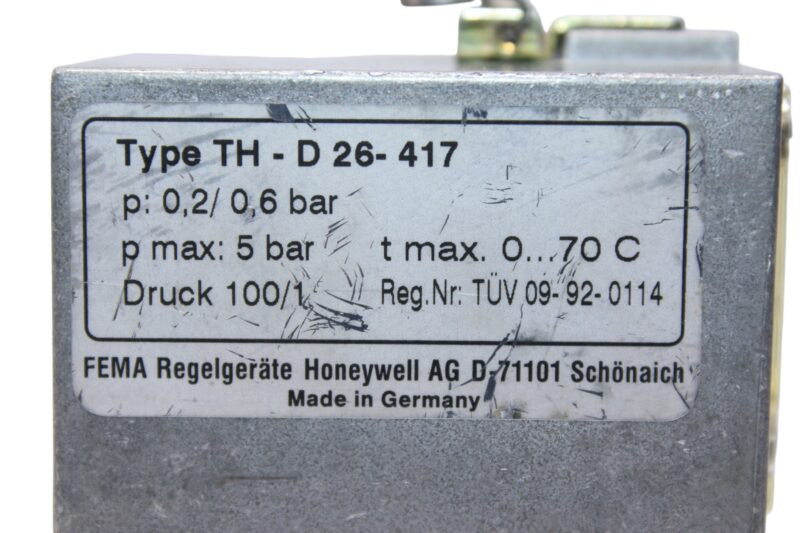 Type TH - D 26- 417
p: 0,2/ 0,6 bar
p max: 5 bar t max. 0...70 C
Druck 100/1 Reg.Nr: TÜV 09- 92- 0114
FEMA Regelgeräte Honeywell AG D-71101 Schönaich
Made in Germany